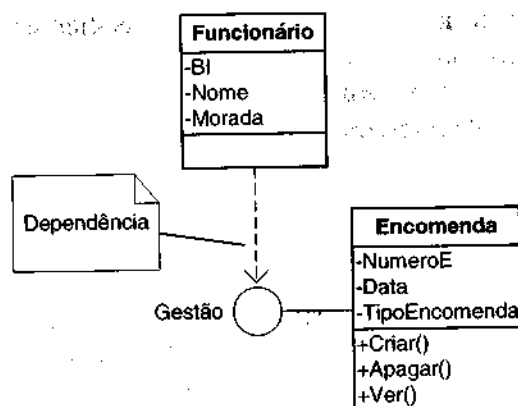 Funcionário
-BI
-Nome
-Morada
Dependência
Gestão
Encomenda
-NumeroE
-Data
-TipoEncomenda
+Criar()
+Apagar()
+Ver()